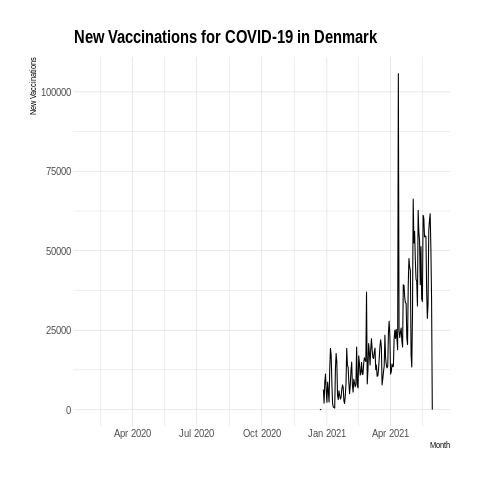 New Vaccinations for COVID-19 in Denmark
New Vaccinations
100000
75000
50000
25000
0
Apr 2020 Jul 2020 Oct 2020 Jan 2021 Apr 2021
Month